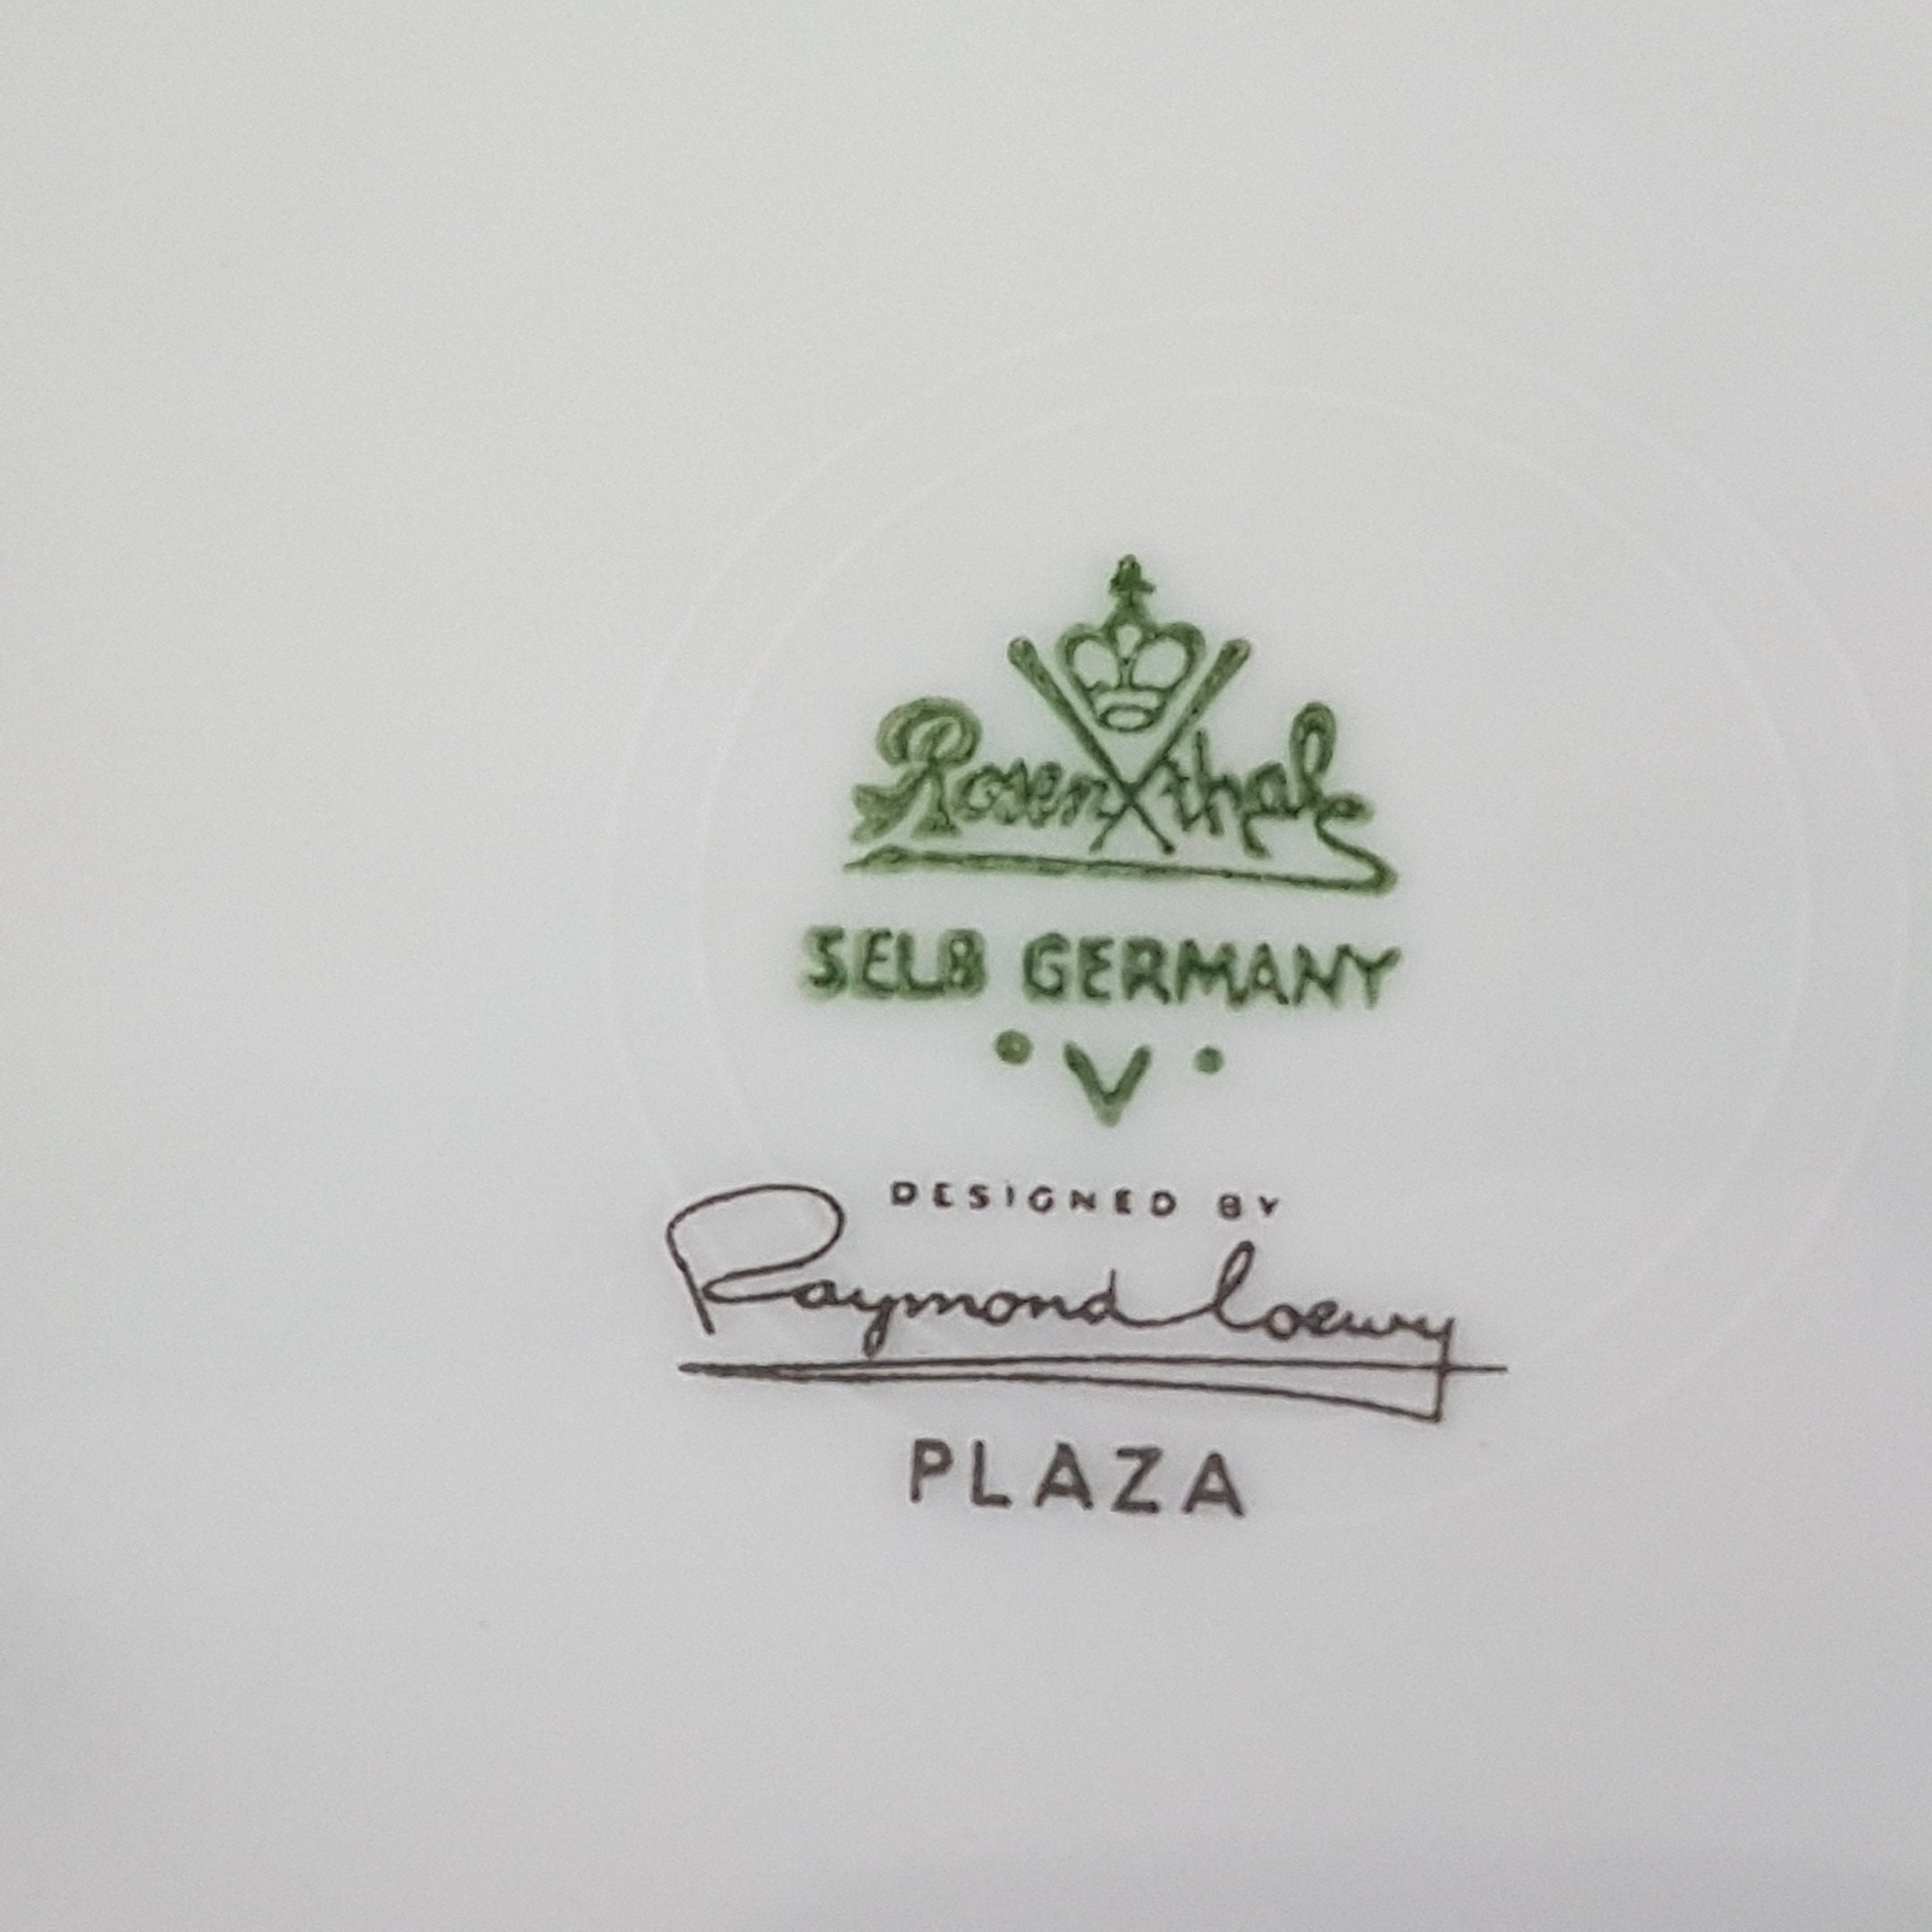 Rosenthal
SELB GERMANY
• V •
DESIGNED BY
Raymond Loewy
PLAZA